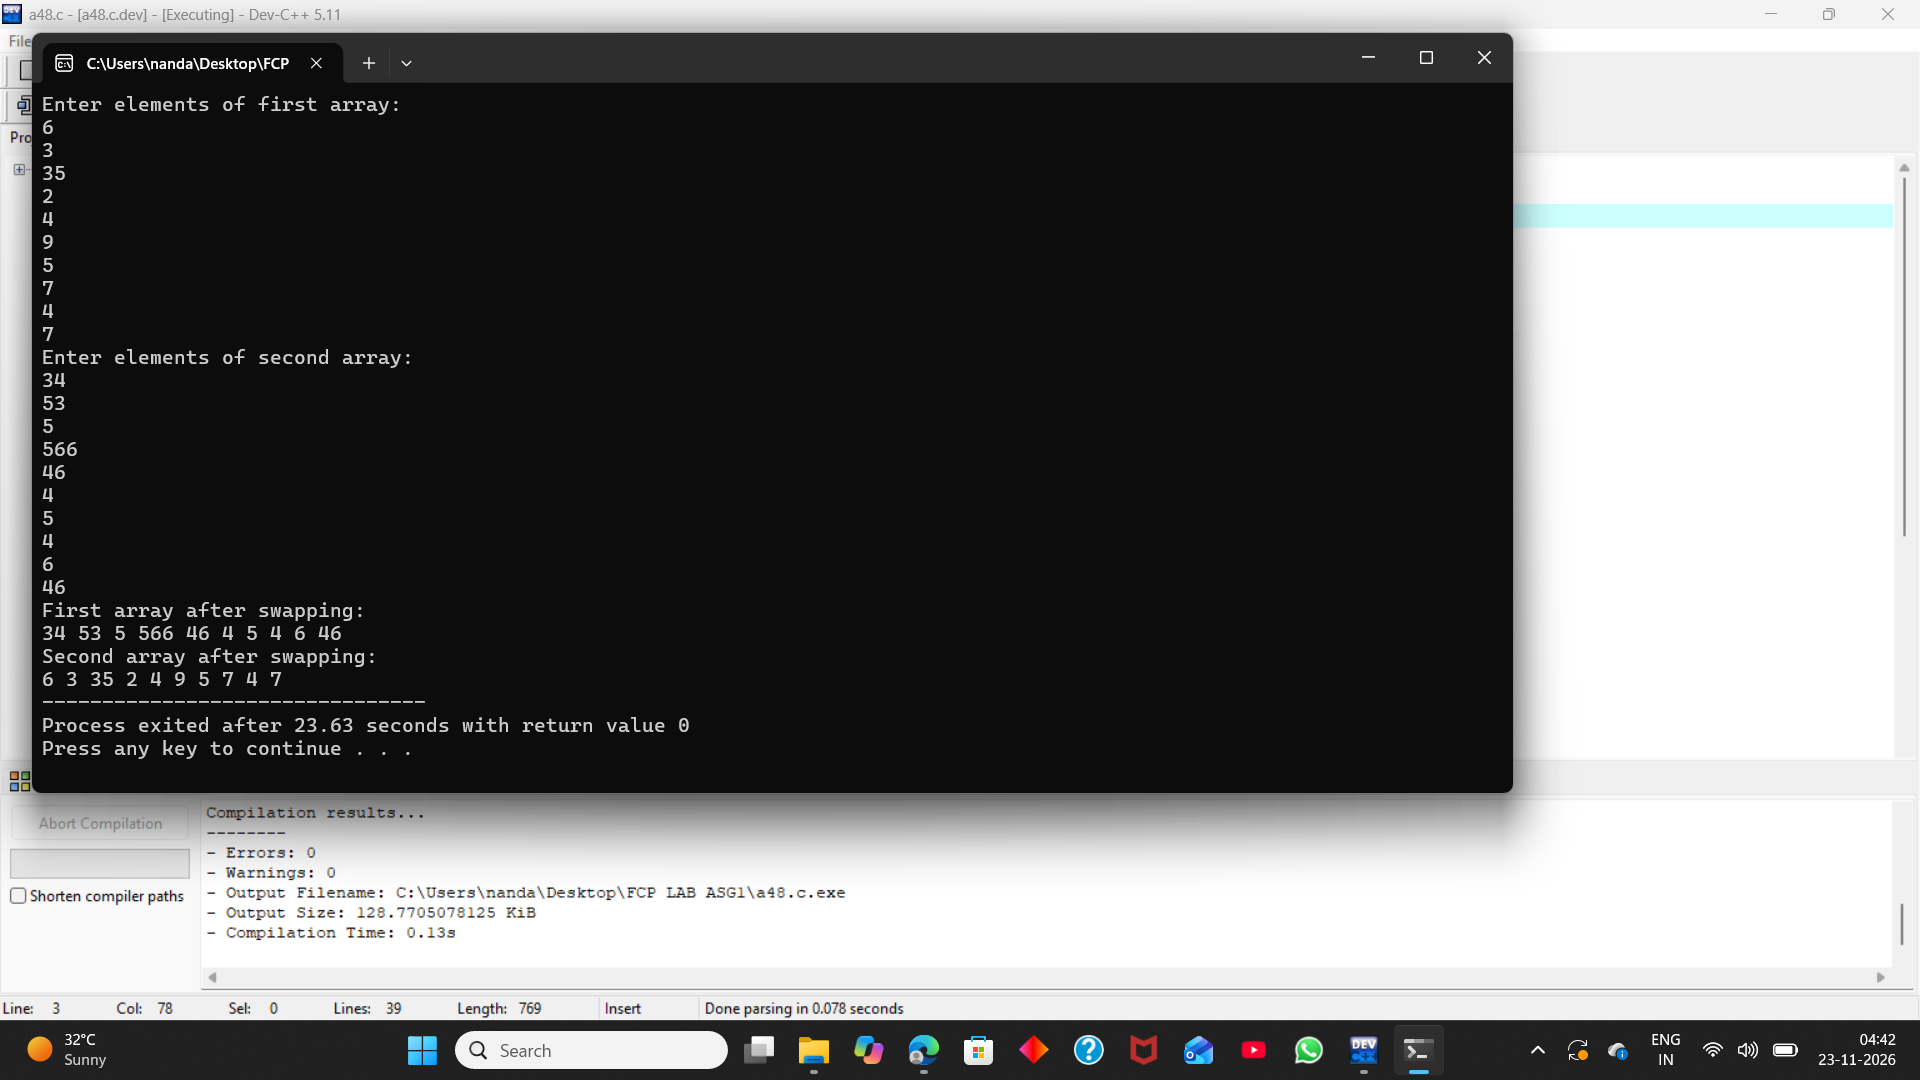 a48.c - [a48.c.dev] - [Executing] - Dev-C++ 5.11
File
C:\Users\nanda\Desktop\FCP
Enter elements of first array:
6
3
35
2
4
9
5
7
4
7
Enter elements of second array:
34
53
5
566
46
4
5
4
6
46
First array after swapping:
34 53 5 566 46 4 5 4 6 46
Second array after swapping:
6 3 35 2 4 9 5 7 4 7
--------------------------------
Process exited after 23.63 seconds with return value 0
Press any key to continue . . .
Abort Compilation
Shorten compiler paths
Compilation results...
--------
- Errors: 0
- Warnings: 0
- Output Filename: C:\Users\nanda\Desktop\FCP LAB ASG1\a48.c.exe
- Output Size: 128.7705078125 KiB
- Compilation Time: 0.13s
Line: 3 Col: 78 Sel: 0 Lines: 39 Length: 769 Insert Done parsing in 0.078 seconds
32°C
Sunny
Search
DEV
ENG
IN
04:42
23-11-2026